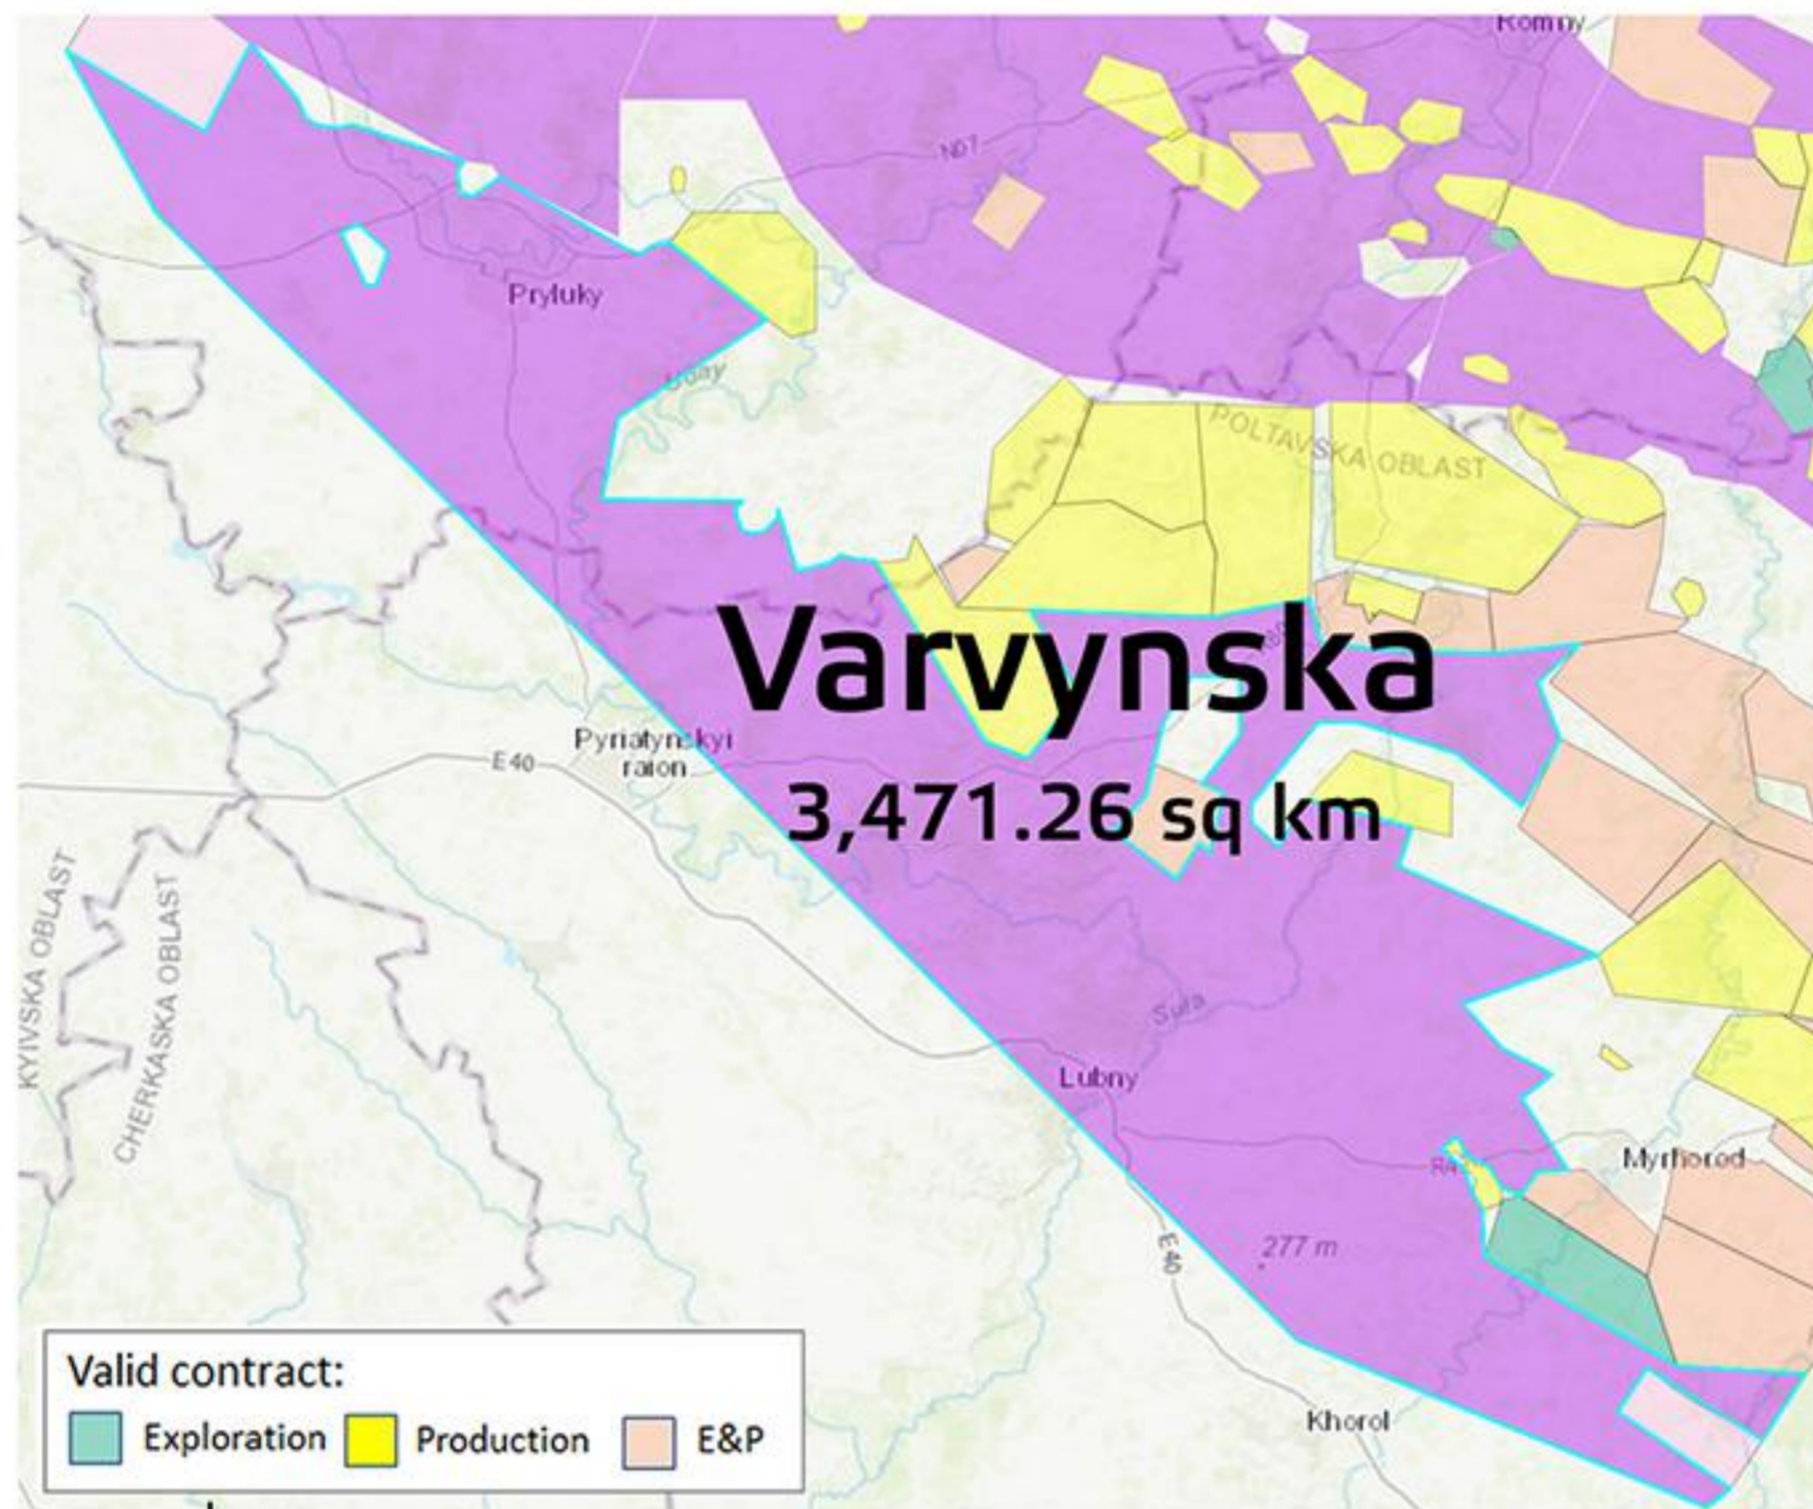 Romny
N07
Pryluky
Uday
POLTAVSKA OBLAST
Varvynska
3,471.26 sq km
Pyriatynskyi
raion
E40
KYIVSKA OBLAST
CHERKASKA OBLAST
Sula
Lubny
Myrhorod
277 m
E40
Khorol
Valid contract:
Exploration
Production
E&P